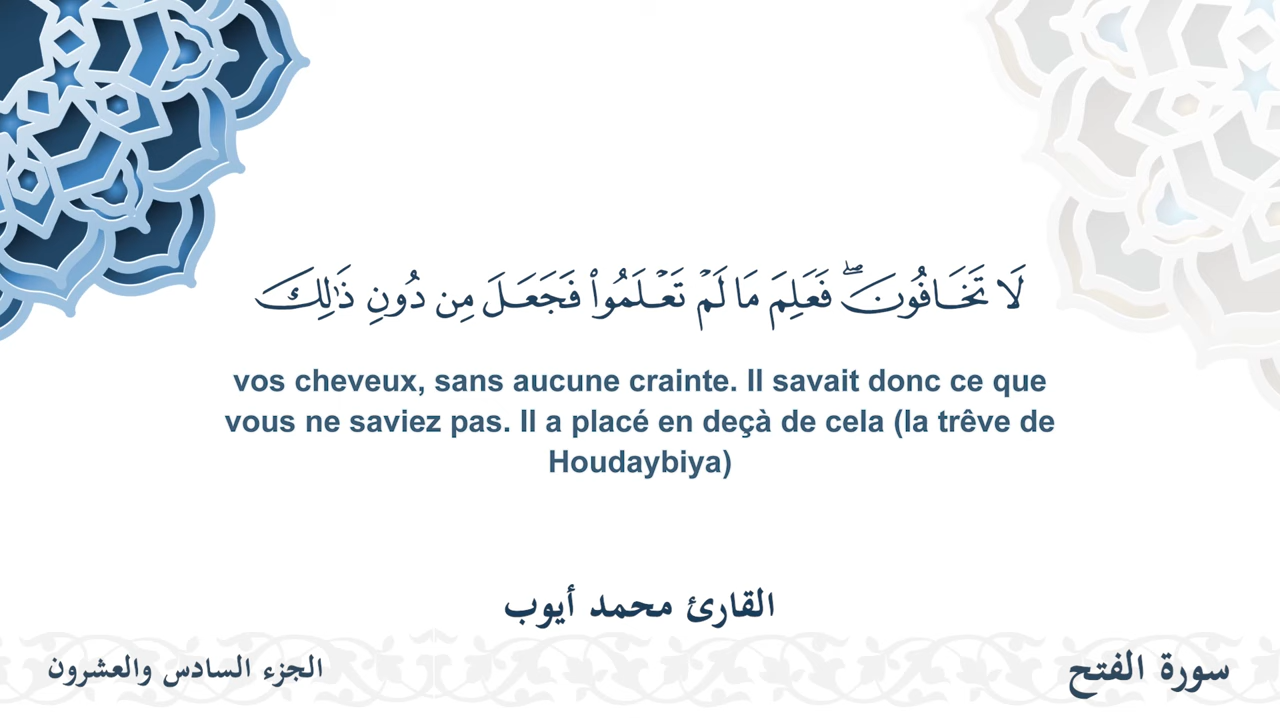 لَا تَخَافُونَ ۖ فَعَلِمَ مَا لَمْ تَعْلَمُوا۟ فَجَعَلَ مِن دُونِ ذَٰلِكَ
vos cheveux, sans aucune crainte. Il savait donc ce que
vous ne saviez pas. Il a placé en deçà de cela (la trêve de
Houdaybiya)
القارئ محمد أيوب
سورة الفتح
الجزء السادس والعشرون